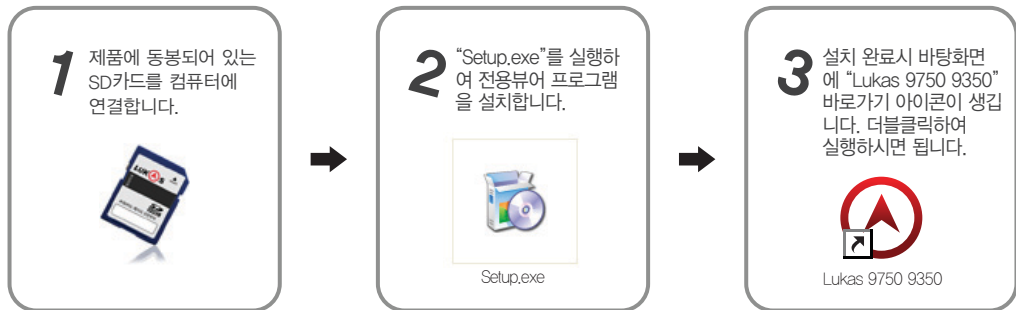 1
제품에 동봉되어 있는
SD카드를 컴퓨터에
연결합니다.
LUKAS
2
"Setup.exe"를 실행하
여 전용뷰어 프로그램
을 설치합니다.
Setup.exe
3
설치 완료시 바탕화면
에 "Lukas 9750 9350"
바로가기 아이콘이 생깁
니다. 더블클릭하여
실행하시면 됩니다.
Lukas 9750 9350